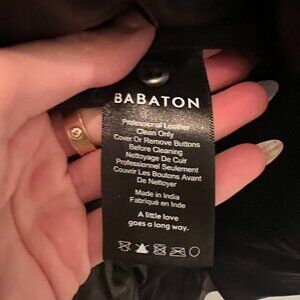 BABATON
Professional Leather
Clean Only
Cover Or Remove Buttons
Before Cleaning
Nettoyage De Cuir
Professionnel Seulement
Couvrir Les Boutons Avant
De Nettoyer
Made in India
Fabriqué en Inde
A little love
goes a long way.